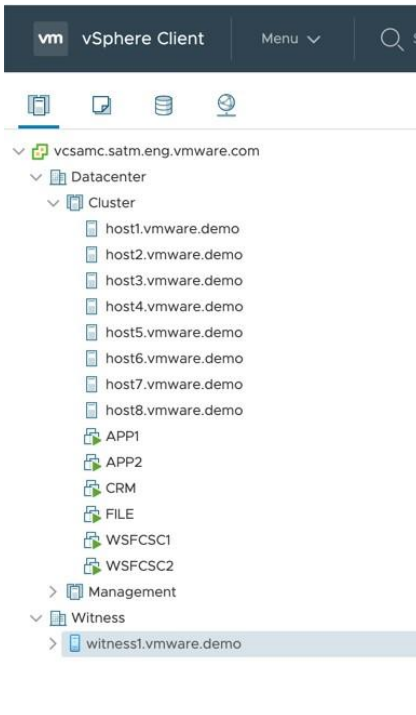 vm vSphere Client Menu
vcsamc.satm.eng.vmware.com
Datacenter
Cluster
host1.vmware.demo
host2.vmware.demo
host3.vmware.demo
host4.vmware.demo
host5.vmware.demo
host6.vmware.demo
host7.vmware.demo
host8.vmware.demo
APP1
APP2
CRM
FILE
WSFCSC1
WSFCSC2
Management
Witness
witness1.vmware.demo